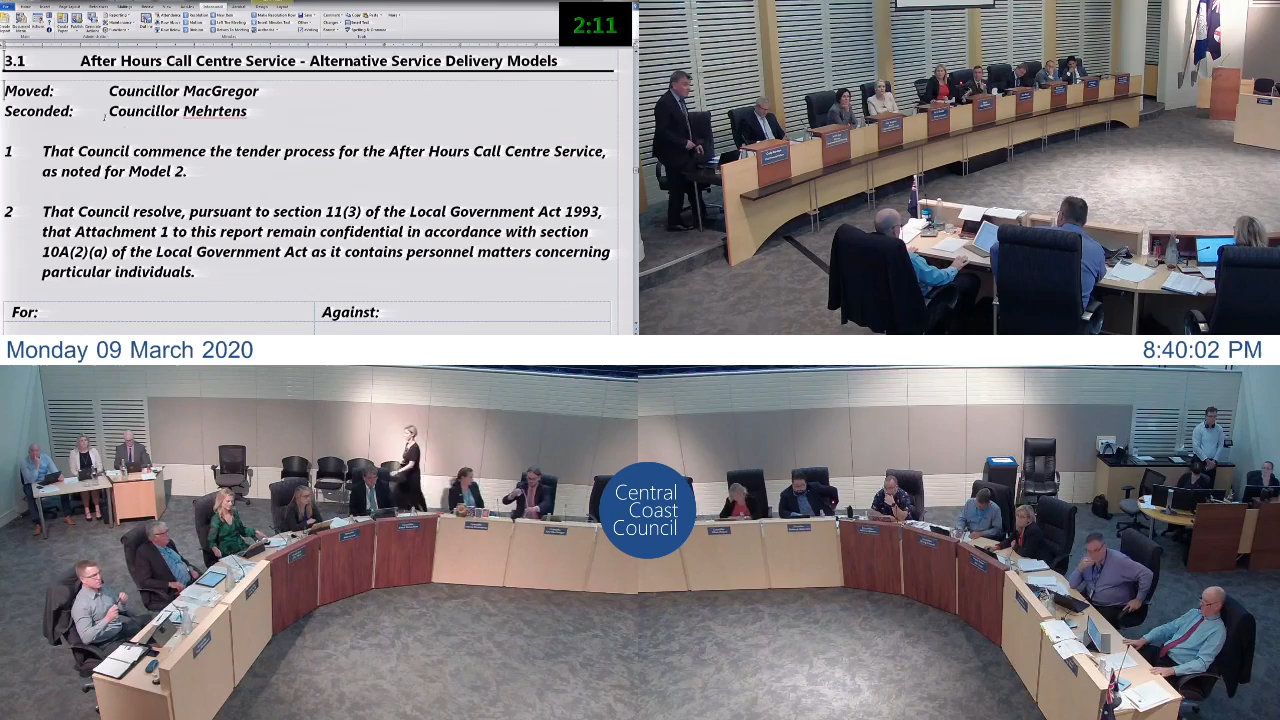 2:11
3.1 After Hours Call Centre Service - Alternative Service Delivery Models
Moved: Councillor MacGregor
Seconded: Councillor Mehrtens
1 That Council commence the tender process for the After Hours Call Centre Service,
as noted for Model 2.
2 That Council resolve, pursuant to section 11(3) of the Local Government Act 1993,
that Attachment 1 to this report remain confidential in accordance with section
10A(2)(a) of the Local Government Act as it contains personnel matters concerning
particular individuals.
For: Against:
Monday 09 March 2020
8:40:02 PM
Central
Coast
Council